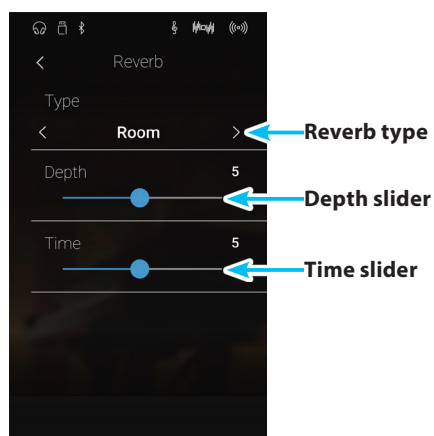 Reverb
Type
Room
Reverb type
Depth
5
Depth slider
Time
5
Time slider